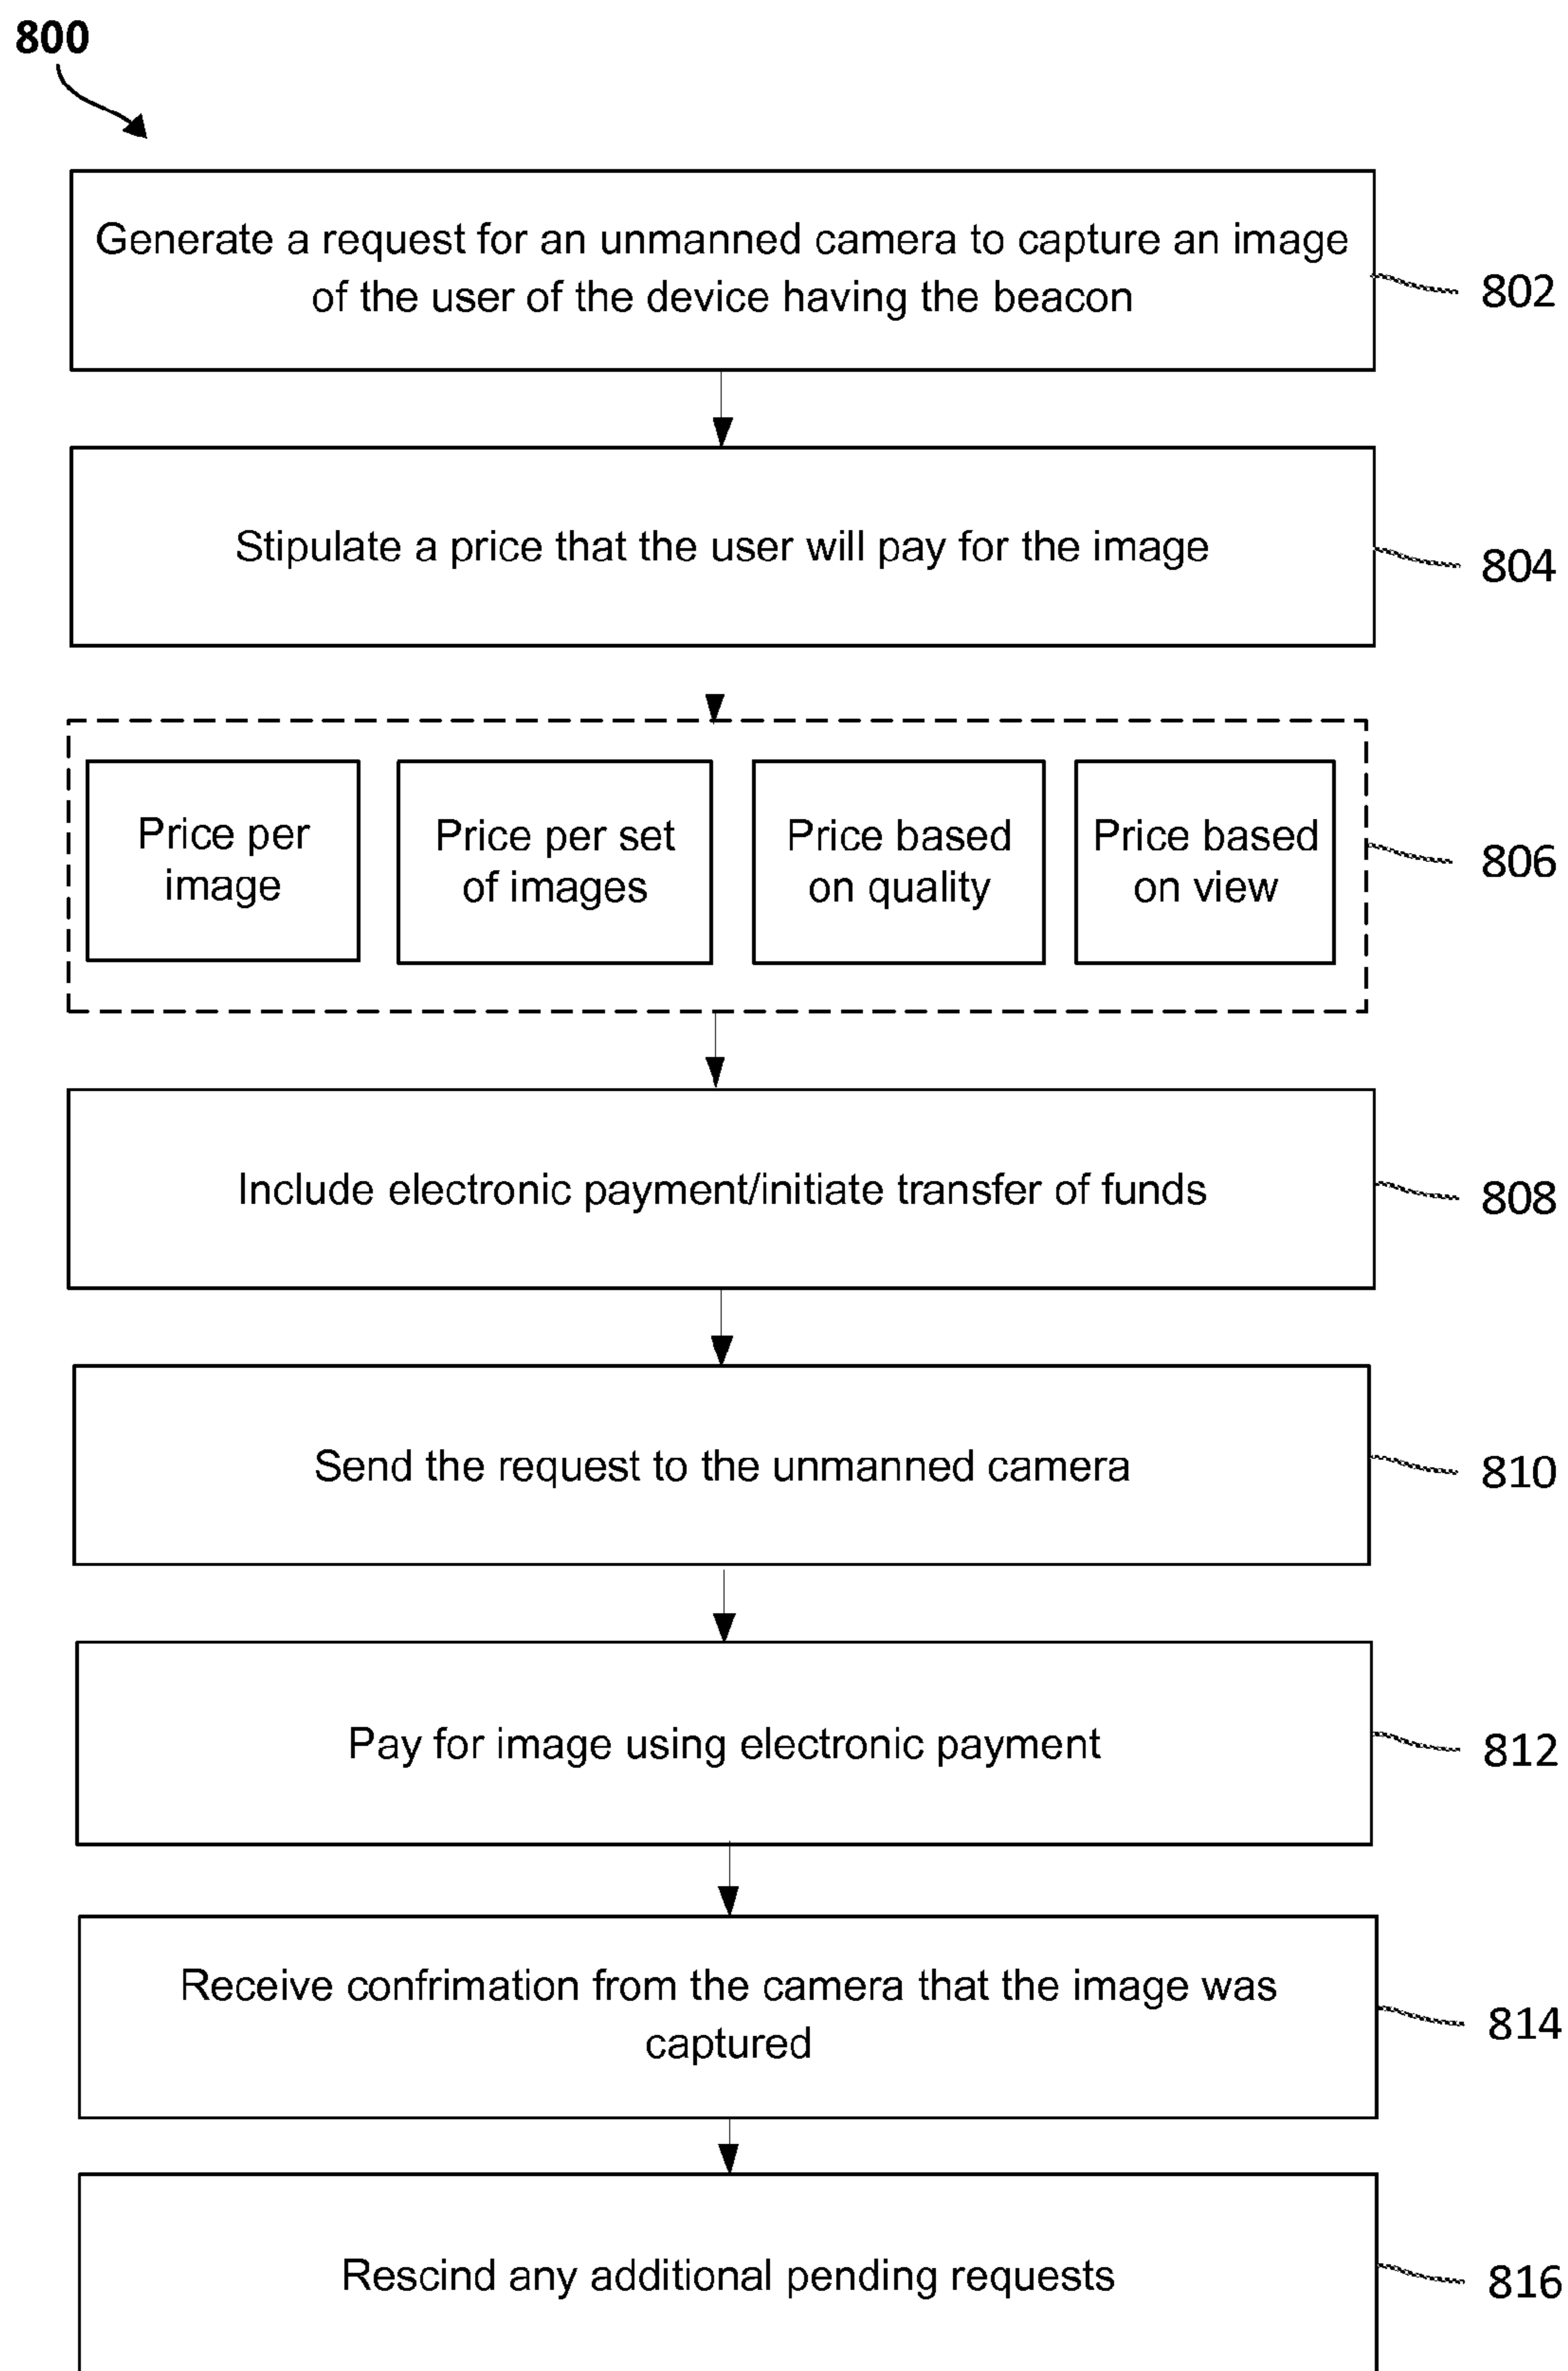 800
Generate a request for an unmanned camera to capture an image
of the user of the device having the beacon
802
Stipulate a price that the user will pay for the image
804
Price per
image
Price per set
of images
Price based
on quality
Price based
on view
806
Include electronic payment/initiate transfer of funds
808
Send the request to the unmanned camera
810
Pay for image using electronic payment
812
Receive confrimation from the camera that the image was
captured
814
Rescind any additional pending requests
816